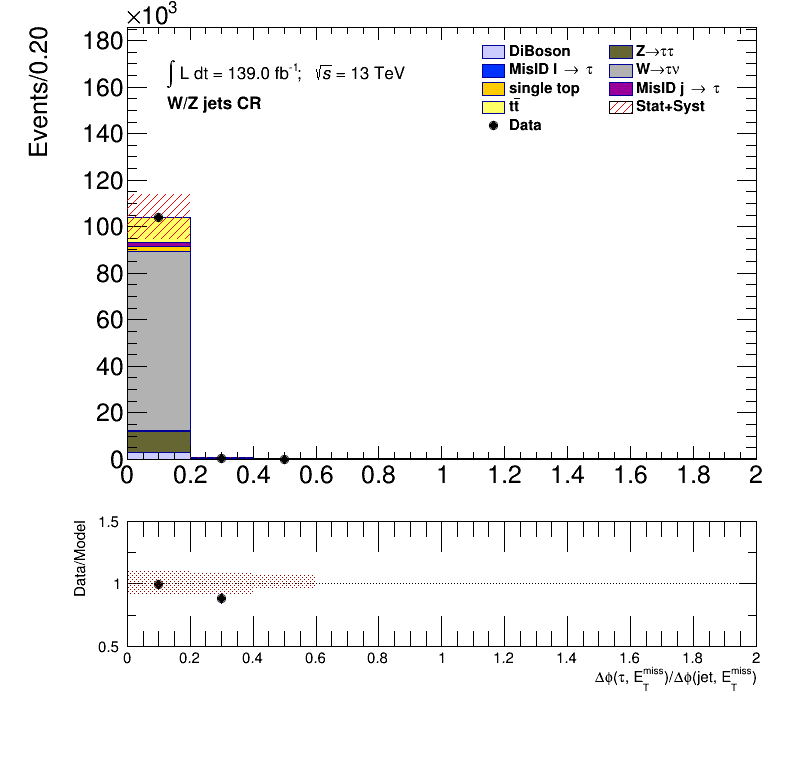 ×10³
Events/0.20
180
160
140
120
100
80
60
40
20
0
∫ L dt = 139.0 fb⁻¹; √s = 13 TeV
W/Z jets CR
DiBoson
MisID l → τ
single top
tt̄
Data
Z→ττ
W→τν
MisID j → τ
Stat+Syst
0 0.2 0.4 0.6 0.8 1 1.2 1.4 1.6 1.8 2
Data/Model
1.5
1
0.5
0 0.2 0.4 0.6 0.8 1 1.2 1.4 1.6 1.8 2
Δϕ(τ, E_T^miss)/Δϕ(jet, E_T^miss)